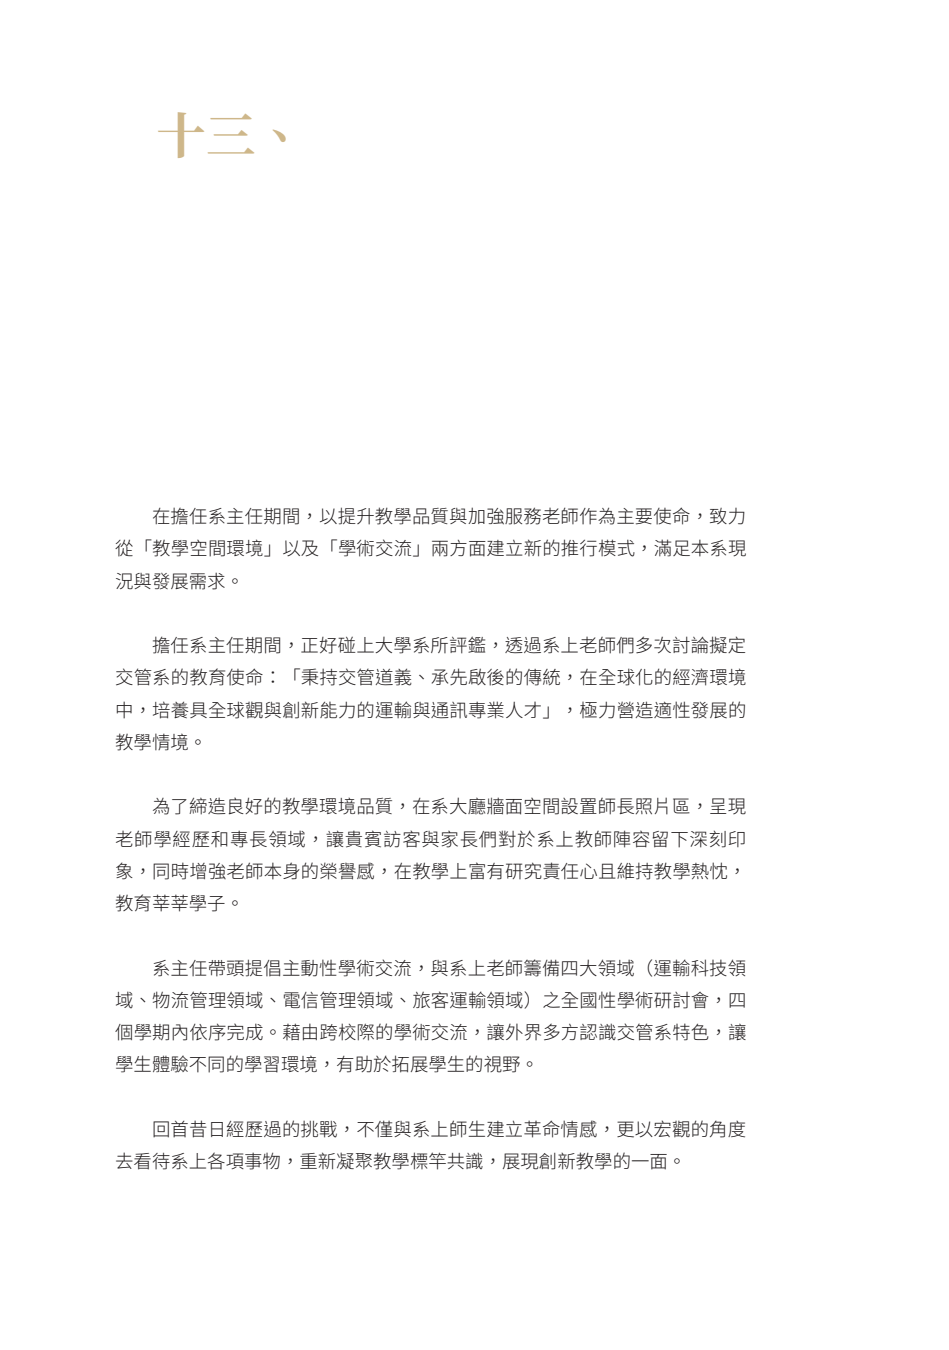 十三、
在擔任系主任期間，以提升教學品質與加強服務老師作為主要使命，致力
從「教學空間環境」以及「學術交流」兩方面建立新的推行模式，滿足本系現
況與發展需求。
擔任系主任期間，正好碰上大學系所評鑑，透過系上老師們多次討論擬定
交管系的教育使命：「秉持交管道義、承先啟後的傳統，在全球化的經濟環境
中，培養具全球觀與創新能力的運輸與通訊專業人才」，極力營造適性發展的
教學情境。
為了締造良好的教學環境品質，在系大廳牆面空間設置師長照片區，呈現
老師學經歷和專長領域，讓貴賓訪客與家長們對於系上教師陣容留下深刻印
象，同時增強老師本身的榮譽感，在教學上富有研究責任心且維持教學熱忱，
教育莘莘學子。
系主任帶頭提倡主動性學術交流，與系上老師籌備四大領域（運輸科技領
域、物流管理領域、電信管理領域、旅客運輸領域）之全國性學術研討會，四
個學期內依序完成。藉由跨校際的學術交流，讓外界多方認識交管系特色，讓
學生體驗不同的學習環境，有助於拓展學生的視野。
回首昔日經歷過的挑戰，不僅與系上師生建立革命情感，更以宏觀的角度
去看待系上各項事物，重新凝聚教學標竿共識，展現創新教學的一面。